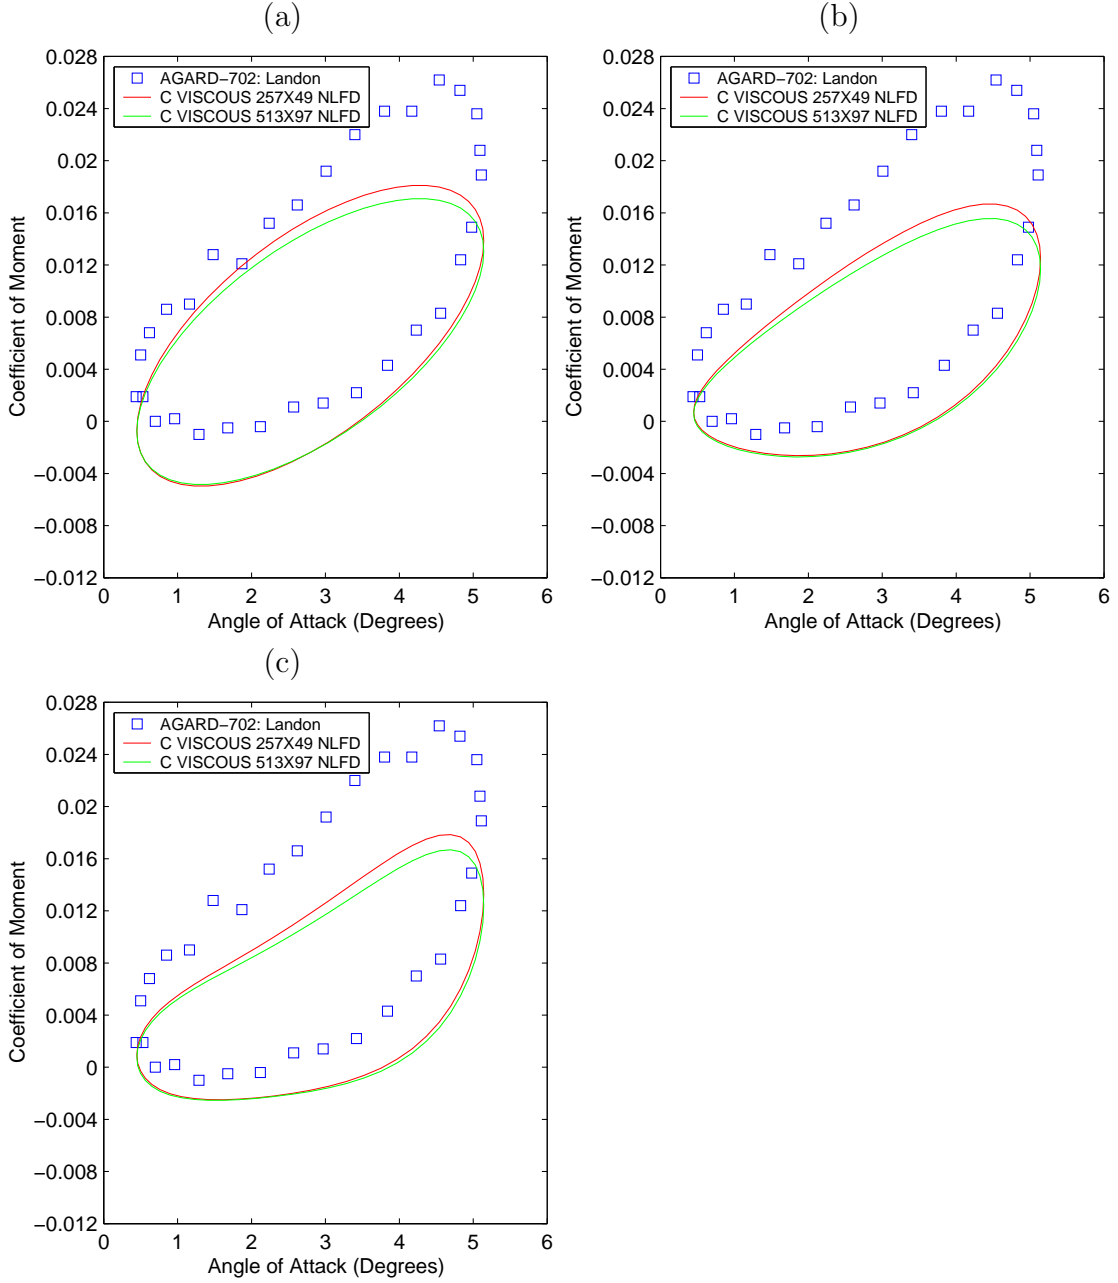 (a)
0.028
0.024
0.02
0.016
0.012
0.008
0.004
0
−0.004
−0.008
−0.012
0 1 2 3 4 5 6
Coefficient of Moment
Angle of Attack (Degrees)
AGARD−702: Landon
C VISCOUS 257X49 NLFD
C VISCOUS 513X97 NLFD
(b)
0.028
0.024
0.02
0.016
0.012
0.008
0.004
0
−0.004
−0.008
−0.012
0 1 2 3 4 5 6
Coefficient of Moment
Angle of Attack (Degrees)
AGARD−702: Landon
C VISCOUS 257X49 NLFD
C VISCOUS 513X97 NLFD
(c)
0.028
0.024
0.02
0.016
0.012
0.008
0.004
0
−0.004
−0.008
−0.012
0 1 2 3 4 5 6
Coefficient of Moment
Angle of Attack (Degrees)
AGARD−702: Landon
C VISCOUS 257X49 NLFD
C VISCOUS 513X97 NLFD